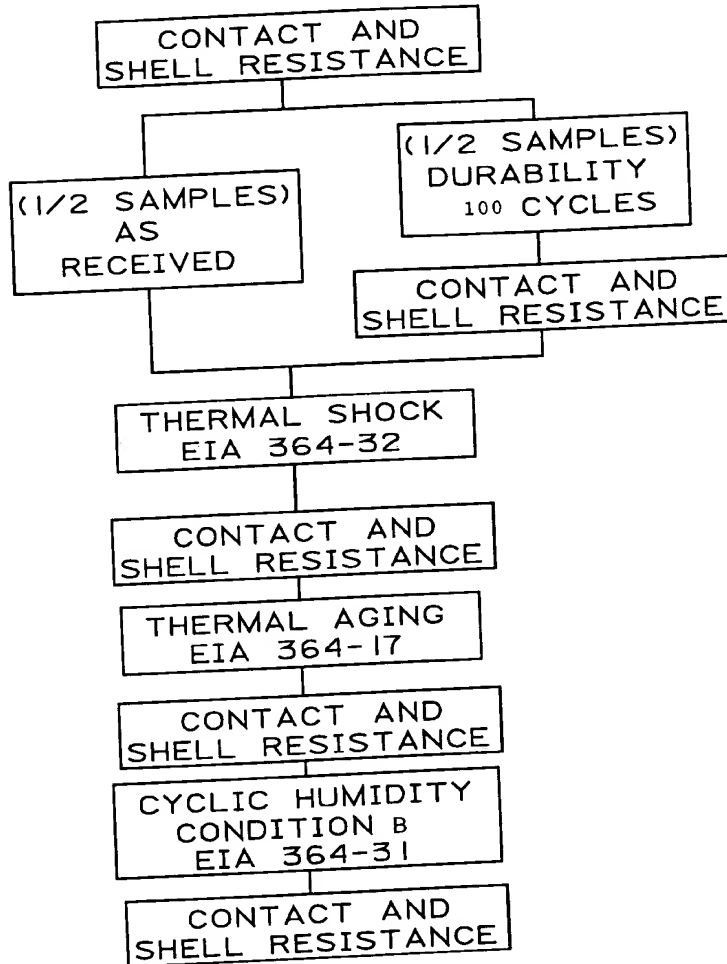 CONTACT AND
SHELL RESISTANCE
(1/2 SAMPLES)
AS
RECEIVED
(1/2 SAMPLES)
DURABILITY
100 CYCLES
CONTACT AND
SHELL RESISTANCE
THERMAL SHOCK
EIA 364-32
CONTACT AND
SHELL RESISTANCE
THERMAL AGING
EIA 364-17
CONTACT AND
SHELL RESISTANCE
CYCLIC HUMIDITY
CONDITION B
EIA 364-31
CONTACT AND
SHELL RESISTANCE